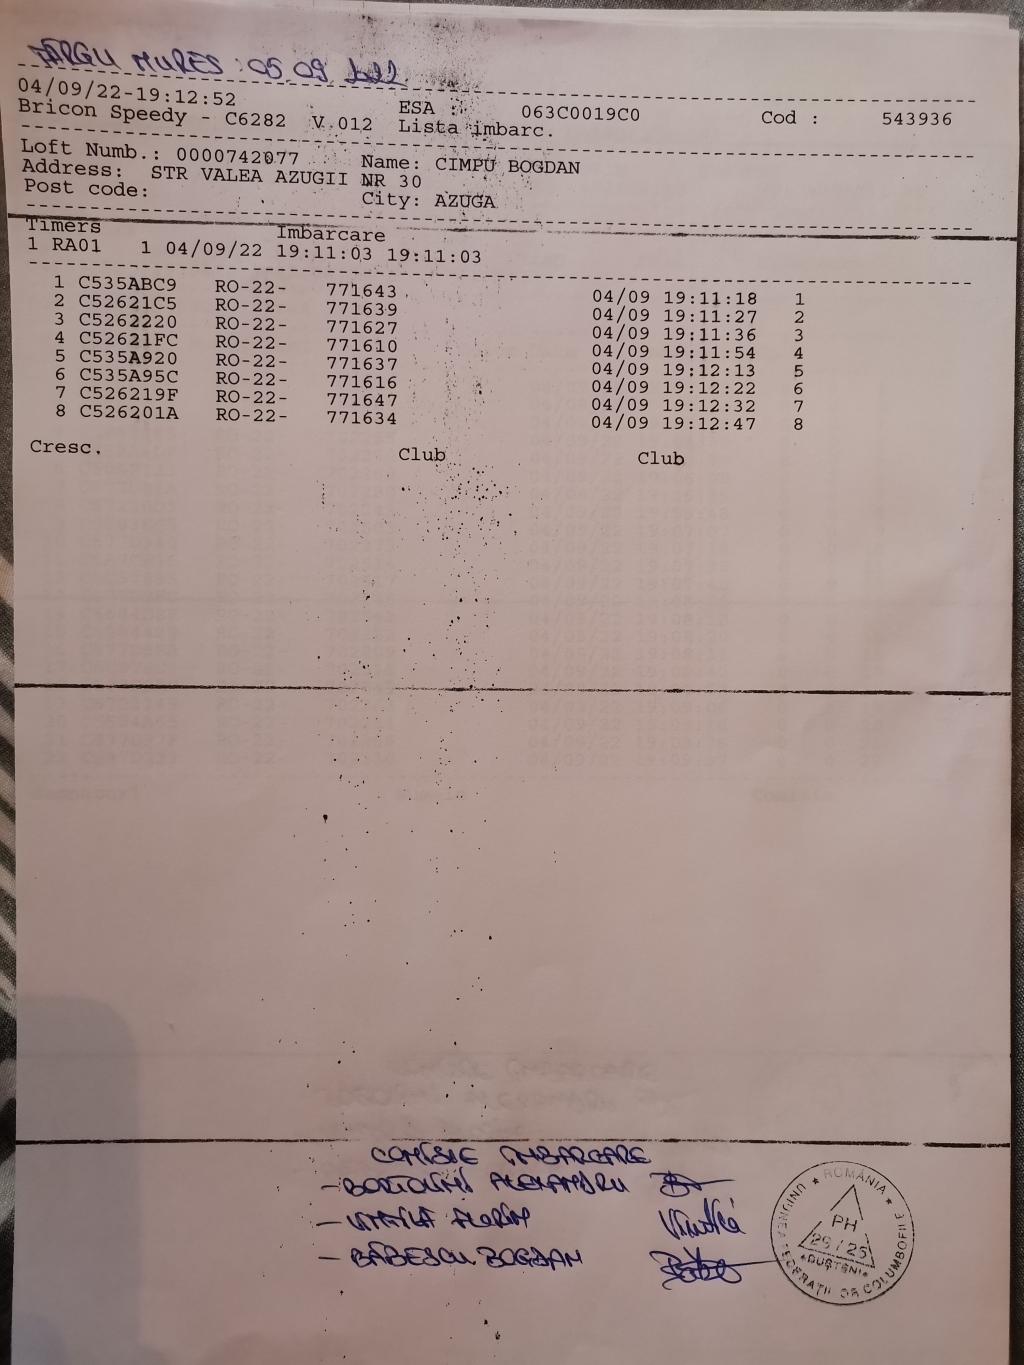 TÂRGU MUREȘ : 05.09.2022
04/09/22-19:12:52 ESA : 063C0019C0 Cod : 543936
Bricon Speedy - C6282 V.012 Lista imbarc.
Loft Numb.: 0000742077 Name: CIMPU BOGDAN
Address: STR VALEA AZUGII NR 30
Post code: City: AZUGA
Timers Imbarcare
1 RA01 1 04/09/22 19:11:03 19:11:03
1 C535ABC9 RO-22- 771643 04/09 19:11:18 1
2 C52621C5 RO-22- 771639 04/09 19:11:27 2
3 C5262220 RO-22- 771627 04/09 19:11:36 3
4 C52621FC RO-22- 771610 04/09 19:11:54 4
5 C535A920 RO-22- 771637 04/09 19:12:13 5
6 C535A95C RO-22- 771616 04/09 19:12:22 6
7 C526219F RO-22- 771647 04/09 19:12:32 7
8 C526201A RO-22- 771634 04/09 19:12:47 8
Cresc. Club Club
COMISIE IMBARCARE
- ALEXANDRU
- FLORIN
- BĂBESCU BOGDAN
ROMÂNIA
UNIUNEA FEDERAȚIILOR COLUMBOFILE
PH
29/25
*BUȘTENI*